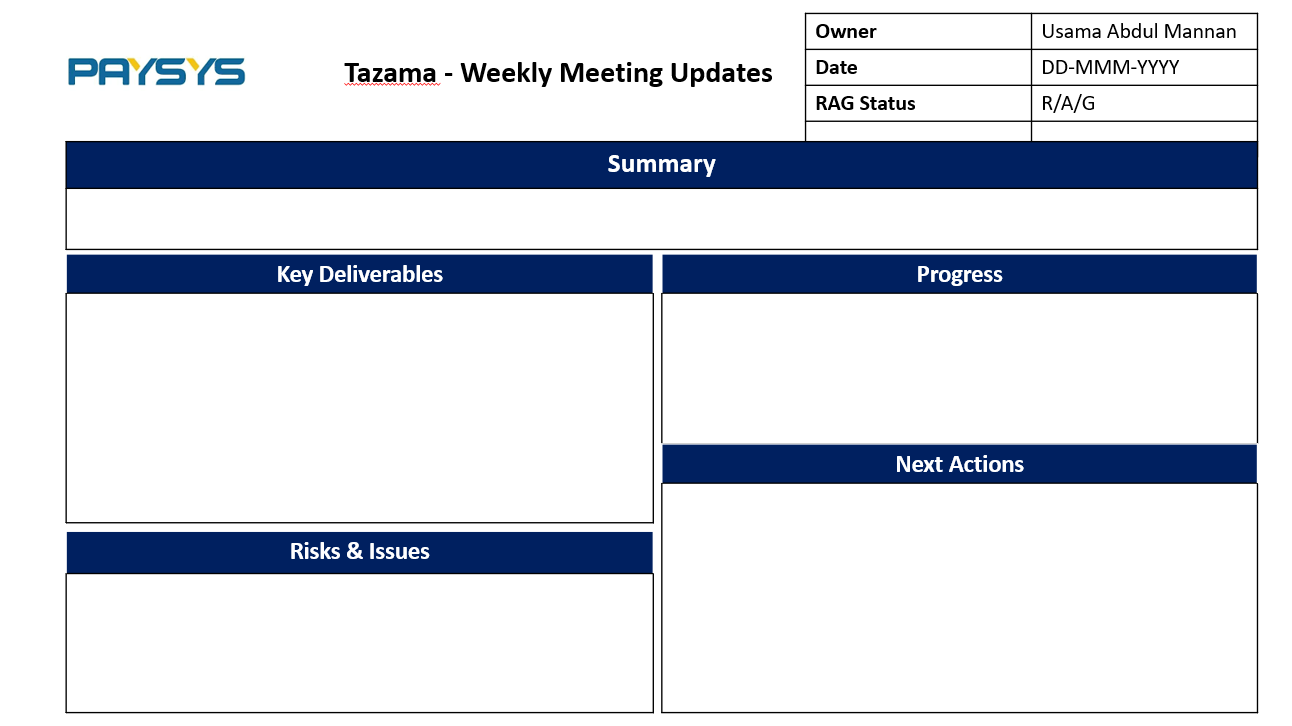 PAYSYS
Tazama - Weekly Meeting Updates
Owner Usama Abdul Mannan
Date DD-MMM-YYYY
RAG Status R/A/G
Summary
Key Deliverables
Progress
Next Actions
Risks & Issues